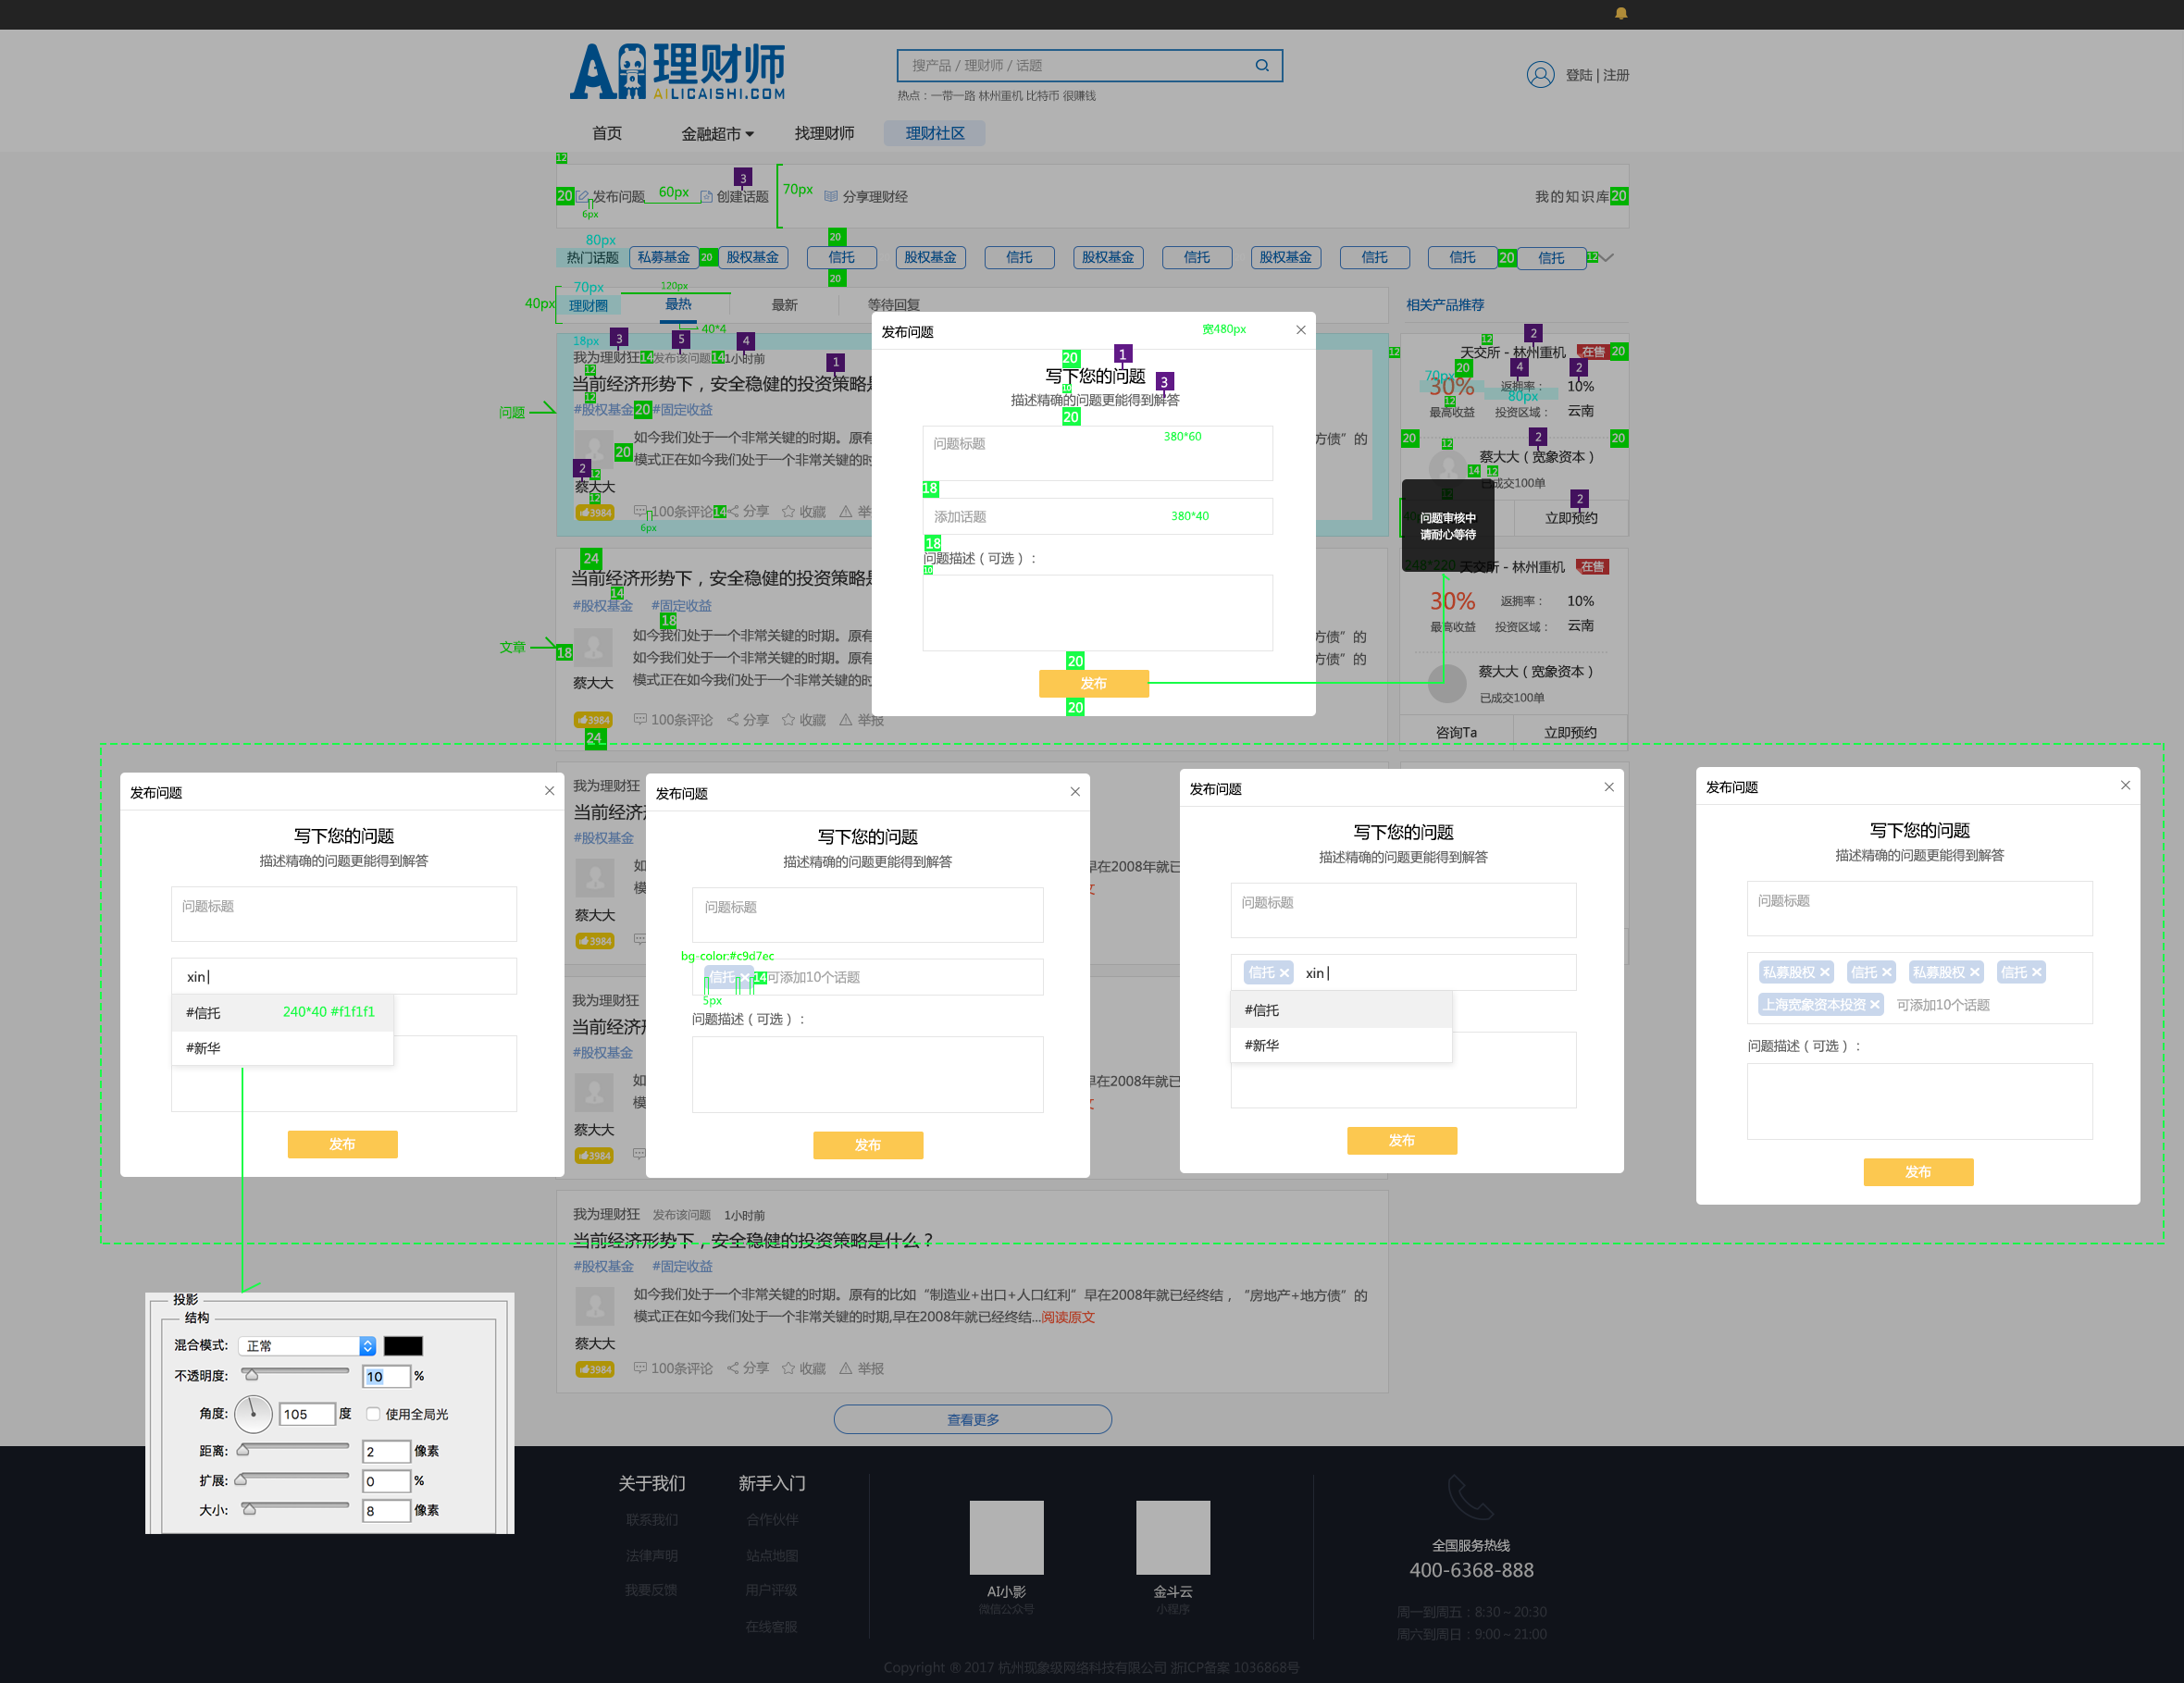 AI理财师
AILICAISHI.COM
搜产品 / 理财师 / 话题
热点：一带一路 林州重机 比特币 很赚钱
登陆 | 注册
首页
金融超市
找理财师
理财社区
12
20
发布问题
60px
6px
3
创建话题
70px
分享理财经
我的知识库
20
80px
热门话题
私募基金
20
股权基金
20
信托
20
股权基金
信托
股权基金
信托
股权基金
信托
信托
20
信托
12
40px
70px
理财圈
120px
最热
最新
等待回复
40*4
相关产品推荐
问题
18px
3
5
4
1
我为理财狂
14
发布该问题
14
1小时前
12
当前经济形势下，安全稳健的投资策略是
12
#股权基金
20
#固定收益
20
如今我们处于一个非常关键的时期。原有
方债”的
模式正在如今我们处于一个非常关键的时
2
12
蔡大大
12
3984
100条评论
14
分享
收藏
举
6px
发布问题
宽480px
20
1
写下您的问题
10
3
描述精确的问题更能得到解答
20
问题标题
380*60
18
添加话题
380*40
18
问题描述（可选）：
10
20
发布
20
12
12
2
天交所 - 林州重机
在售
20
70px
20
4
2
30%
返拥率：
10%
80px
12
最高收益
投资区域：
云南
20
12
2
20
蔡大大（宽象资本）
14
12
已成交100单
12
2
立即预约
问题审核中
请耐心等待
248*220
天交所 - 林州重机
在售
30%
返拥率：
10%
最高收益
投资区域：
云南
蔡大大（宽象资本）
已成交100单
咨询Ta
立即预约
文章
24
当前经济形势下，安全稳健的投资策略是
14
#股权基金
#固定收益
18
18
如今我们处于一个非常关键的时期。原有
方债”的
如今我们处于一个非常关键的时期。原有
方债”的
模式正在如今我们处于一个非常关键的时
蔡大大
3984
100条评论
分享
收藏
举报
24
发布问题
写下您的问题
描述精确的问题更能得到解答
问题标题
xin|
#信托
240*40 #f1f1f1
#新华
发布
我为理财狂
当前经济形
#股权基金
如
模
蔡大大
3984
我为理财狂
当前经济形
#股权基金
如
模
蔡大大
3984
发布问题
写下您的问题
描述精确的问题更能得到解答
问题标题
bg-color:#c9d7ec
信托
14
可添加10个话题
5px
问题描述（可选）：
发布
早在2008年就已
文
早在2008年就已
文
发布问题
写下您的问题
描述精确的问题更能得到解答
问题标题
信托
xin|
#信托
#新华
发布
发布问题
写下您的问题
描述精确的问题更能得到解答
问题标题
私募股权
信托
私募股权
信托
上海宽象资本投资
可添加10个话题
问题描述（可选）：
发布
我为理财狂
发布该问题
1小时前
当前经济形势下，安全稳健的投资策略是什么？
#股权基金
#固定收益
如今我们处于一个非常关键的时期。原有的比如“制造业+出口+人口红利”早在2008年就已经终结，“房地产+地方债”的
模式正在如今我们处于一个非常关键的时期,早在2008年就已经终结...阅读原文
蔡大大
3984
100条评论
分享
收藏
举报
查看更多
投影
结构
混合模式:
正常
不透明度:
10
%
角度:
105
度
使用全局光
距离:
2
像素
扩展:
0
%
大小:
8
像素
关于我们
联系我们
法律声明
我要反馈
新手入门
合作伙伴
站点地图
用户评级
在线客服
AI小影
微信公众号
金斗云
小程序
全国服务热线
400-6368-888
周一到周五：8:30～20:30
周六到周日：9:00～21:00
Copyright ® 2017 杭州现象级网络科技有限公司 浙ICP备案 1036868号